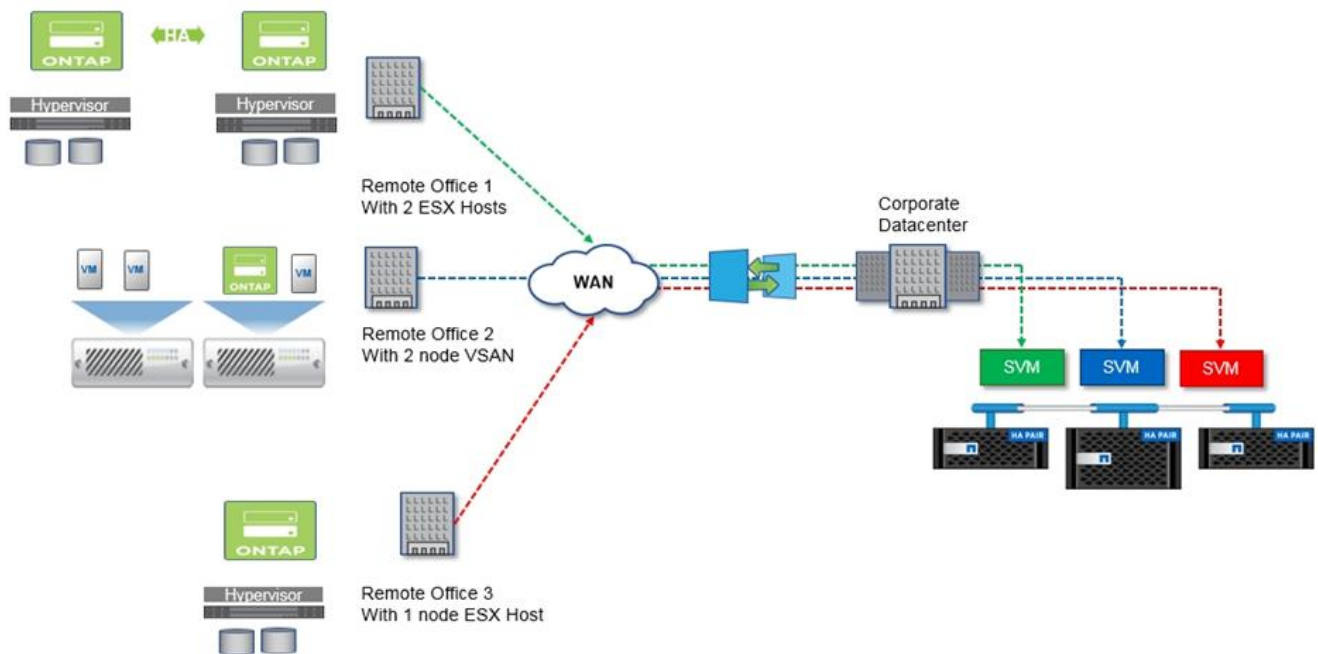 ONTAP
HA
ONTAP
Hypervisor
Hypervisor
Remote Office 1
With 2 ESX Hosts
VM
VM
ONTAP
VM
Remote Office 2
With 2 node VSAN
WAN
Corporate
Datacenter
SVM
SVM
SVM
HA PAIR
HA PAIR
HA PAIR
ONTAP
Hypervisor
Remote Office 3
With 1 node ESX Host